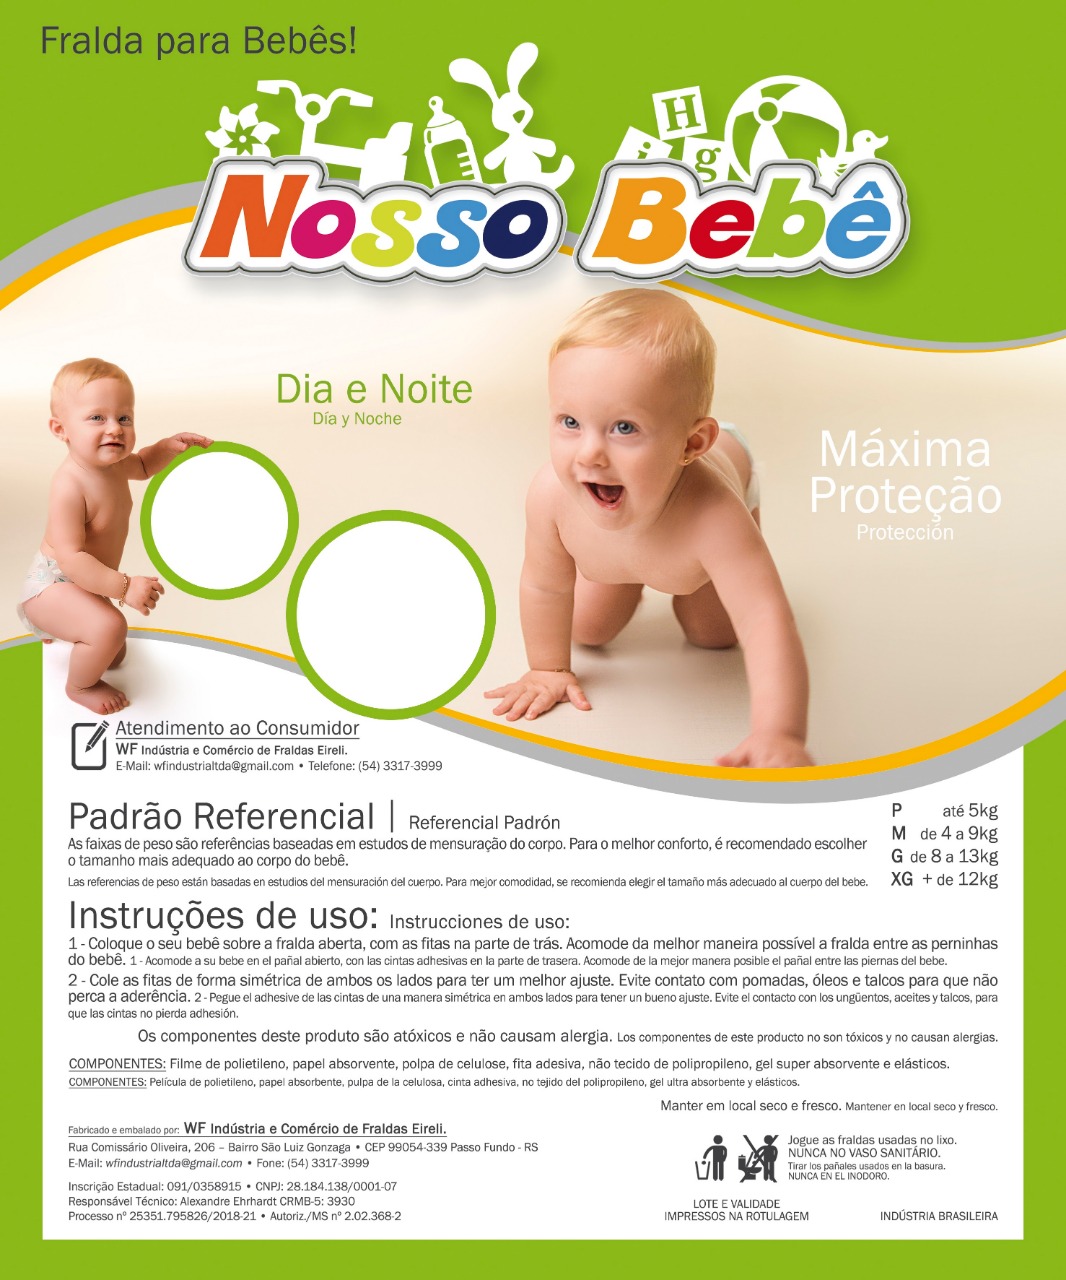 Fralda para Bebês!
H
i g
Nosso Bebê
Dia e Noite
Día y Noche
Máxima
Proteção
Protección
Atendimento ao Consumidor
WF Indústria e Comércio de Fraldas Eireli.
E-Mail: wfindustrialtda@gmail.com • Telefone: (54) 3317-3999
Padrão Referencial | Referencial Padrón
As faixas de peso são referências baseadas em estudos de mensuração do corpo. Para o melhor conforto, é recomendado escolher
o tamanho mais adequado ao corpo do bebê.
Las referencias de peso están basadas en estudios del mensuración del cuerpo. Para mejor comodidad, se recomienda elegir el tamaño más adecuado al cuerpo del bebe.
P até 5kg
M de 4 a 9kg
G de 8 a 13kg
XG + de 12kg
Instruções de uso: Instrucciones de uso:
1 - Coloque o seu bebê sobre a fralda aberta, com as fitas na parte de trás. Acomode da melhor maneira possível a fralda entre as perninhas
do bebê. 1 - Acomode a su bebe en el pañal abierto, con las cintas adhesivas en la parte de trasera. Acomode de la mejor manera posible el pañal entre las piernas del bebe.
2 - Cole as fitas de forma simétrica de ambos os lados para ter um melhor ajuste. Evite contato com pomadas, óleos e talcos para que não
perca a aderência. 2 - Pegue el adhesive de las cintas de una manera simétrica en ambos lados para tener un bueno ajuste. Evite el contacto con los ungüentos, aceites y talcos, para
que las cintas no pierda adhesión.
Os componentes deste produto são atóxicos e não causam alergia. Los componentes de este producto no son tóxicos y no causan alergias.
COMPONENTES: Filme de polietileno, papel absorvente, polpa de celulose, fita adesiva, não tecido de polipropileno, gel super absorvente e elásticos.
COMPONENTES: Película de polietileno, papel absorbente, pulpa de la celulosa, cinta adhesiva, no tejido del polipropileno, gel ultra absorbente y elásticos.
Manter em local seco e fresco. Mantener en local seco y fresco.
Fabricado e embalado por: WF Indústria e Comércio de Fraldas Eireli.
Rua Comissário Oliveira, 206 – Bairro São Luiz Gonzaga • CEP 99054-339 Passo Fundo - RS
E-Mail: wfindustrialtda@gmail.com • Fone: (54) 3317-3999
Inscrição Estadual: 091/0358915 • CNPJ: 28.184.138/0001-07
Responsável Técnico: Alexandre Ehrhardt CRMB-5: 3930
Processo nº 25351.795826/2018-21 • Autoriz./MS nº 2.02.368-2
Jogue as fraldas usadas no lixo.
NUNCA NO VASO SANITÁRIO.
Tirar los pañales usados en la basura.
NUNCA EN EL INODORO.
LOTE E VALIDADE
IMPRESSOS NA ROTULAGEM
INDÚSTRIA BRASILEIRA